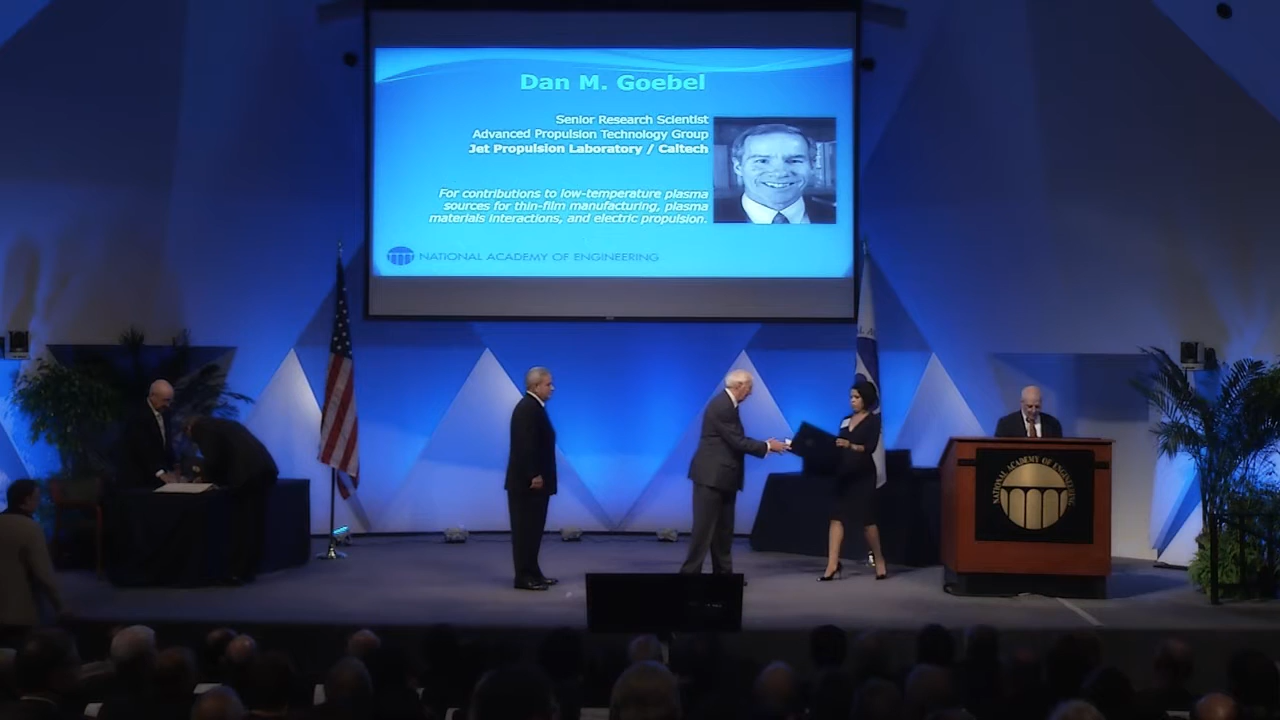 Dan M. Goebel
Senior Research Scientist
Advanced Propulsion Technology Group
Jet Propulsion Laboratory / Caltech
For contributions to low-temperature plasma
sources for thin-film manufacturing, plasma
materials interactions, and electric propulsion.
NATIONAL ACADEMY OF ENGINEERING
NATIONAL ACADEMY OF ENGINEERING